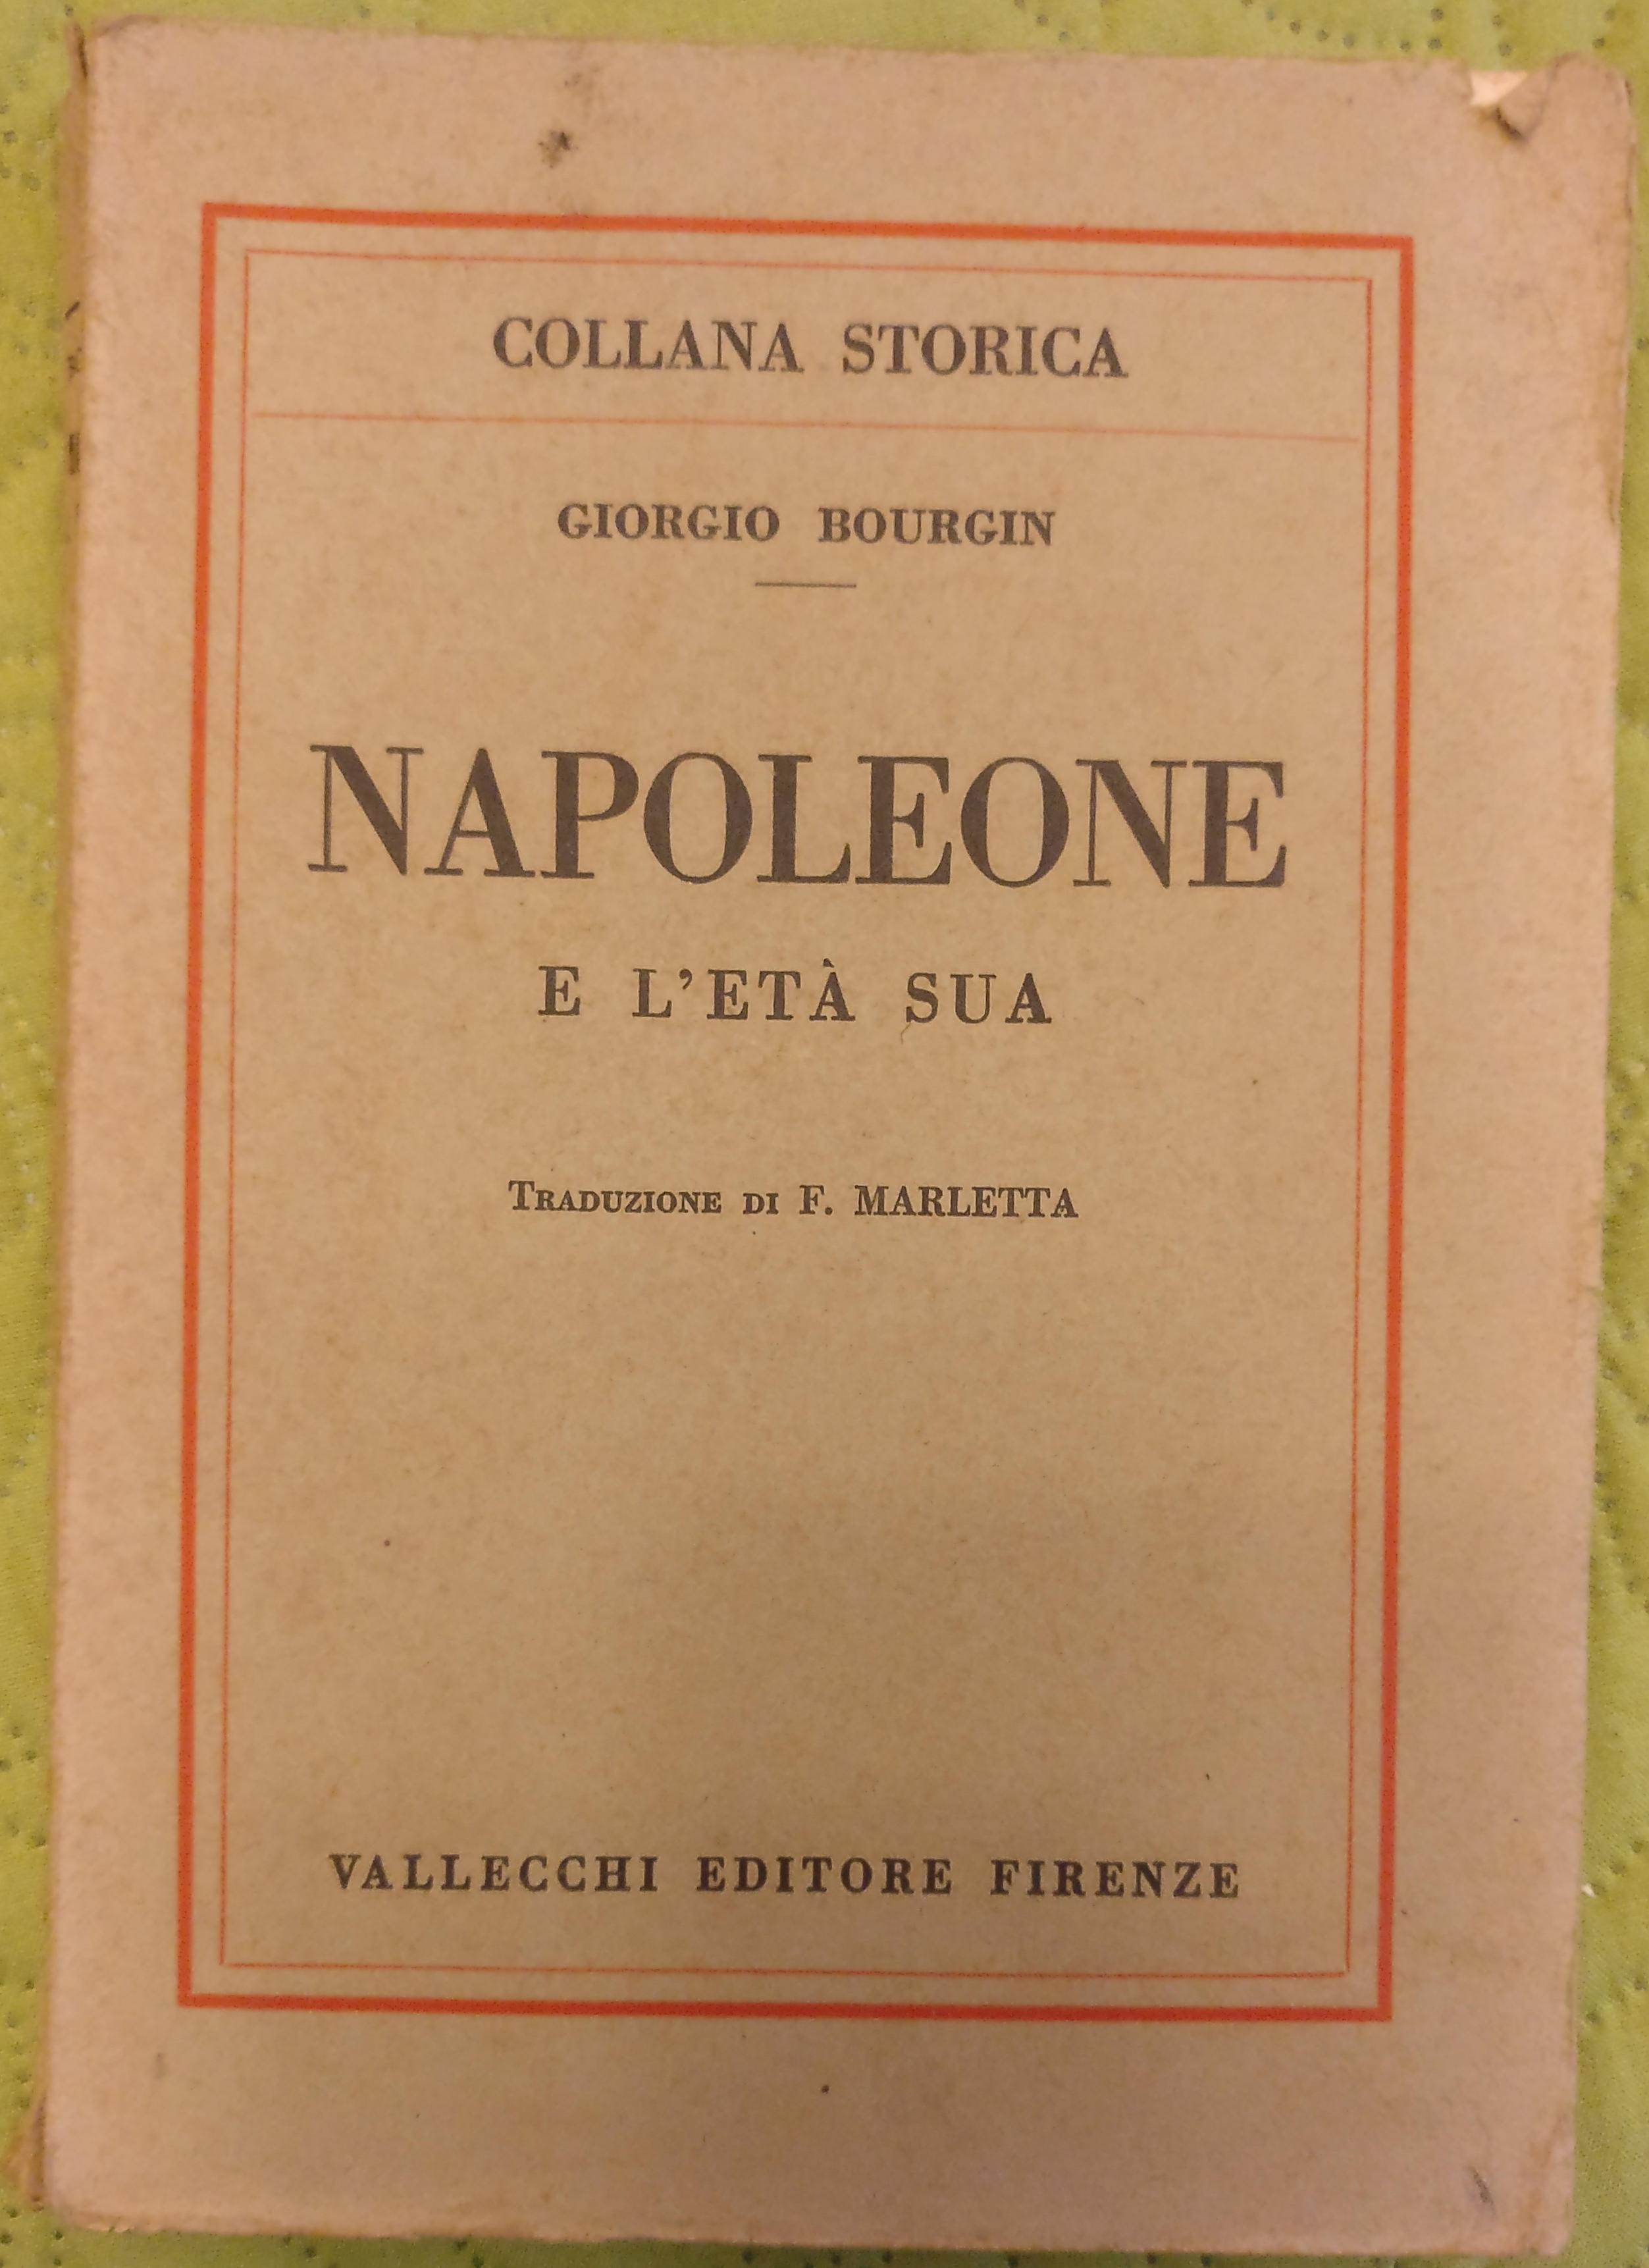 COLLANA STORICA
GIORGIO BOURGIN
NAPOLEONE
E L'ETÀ SUA
TRADUZIONE DI F. MARLETTA
VALLECCHI EDITORE FIRENZE